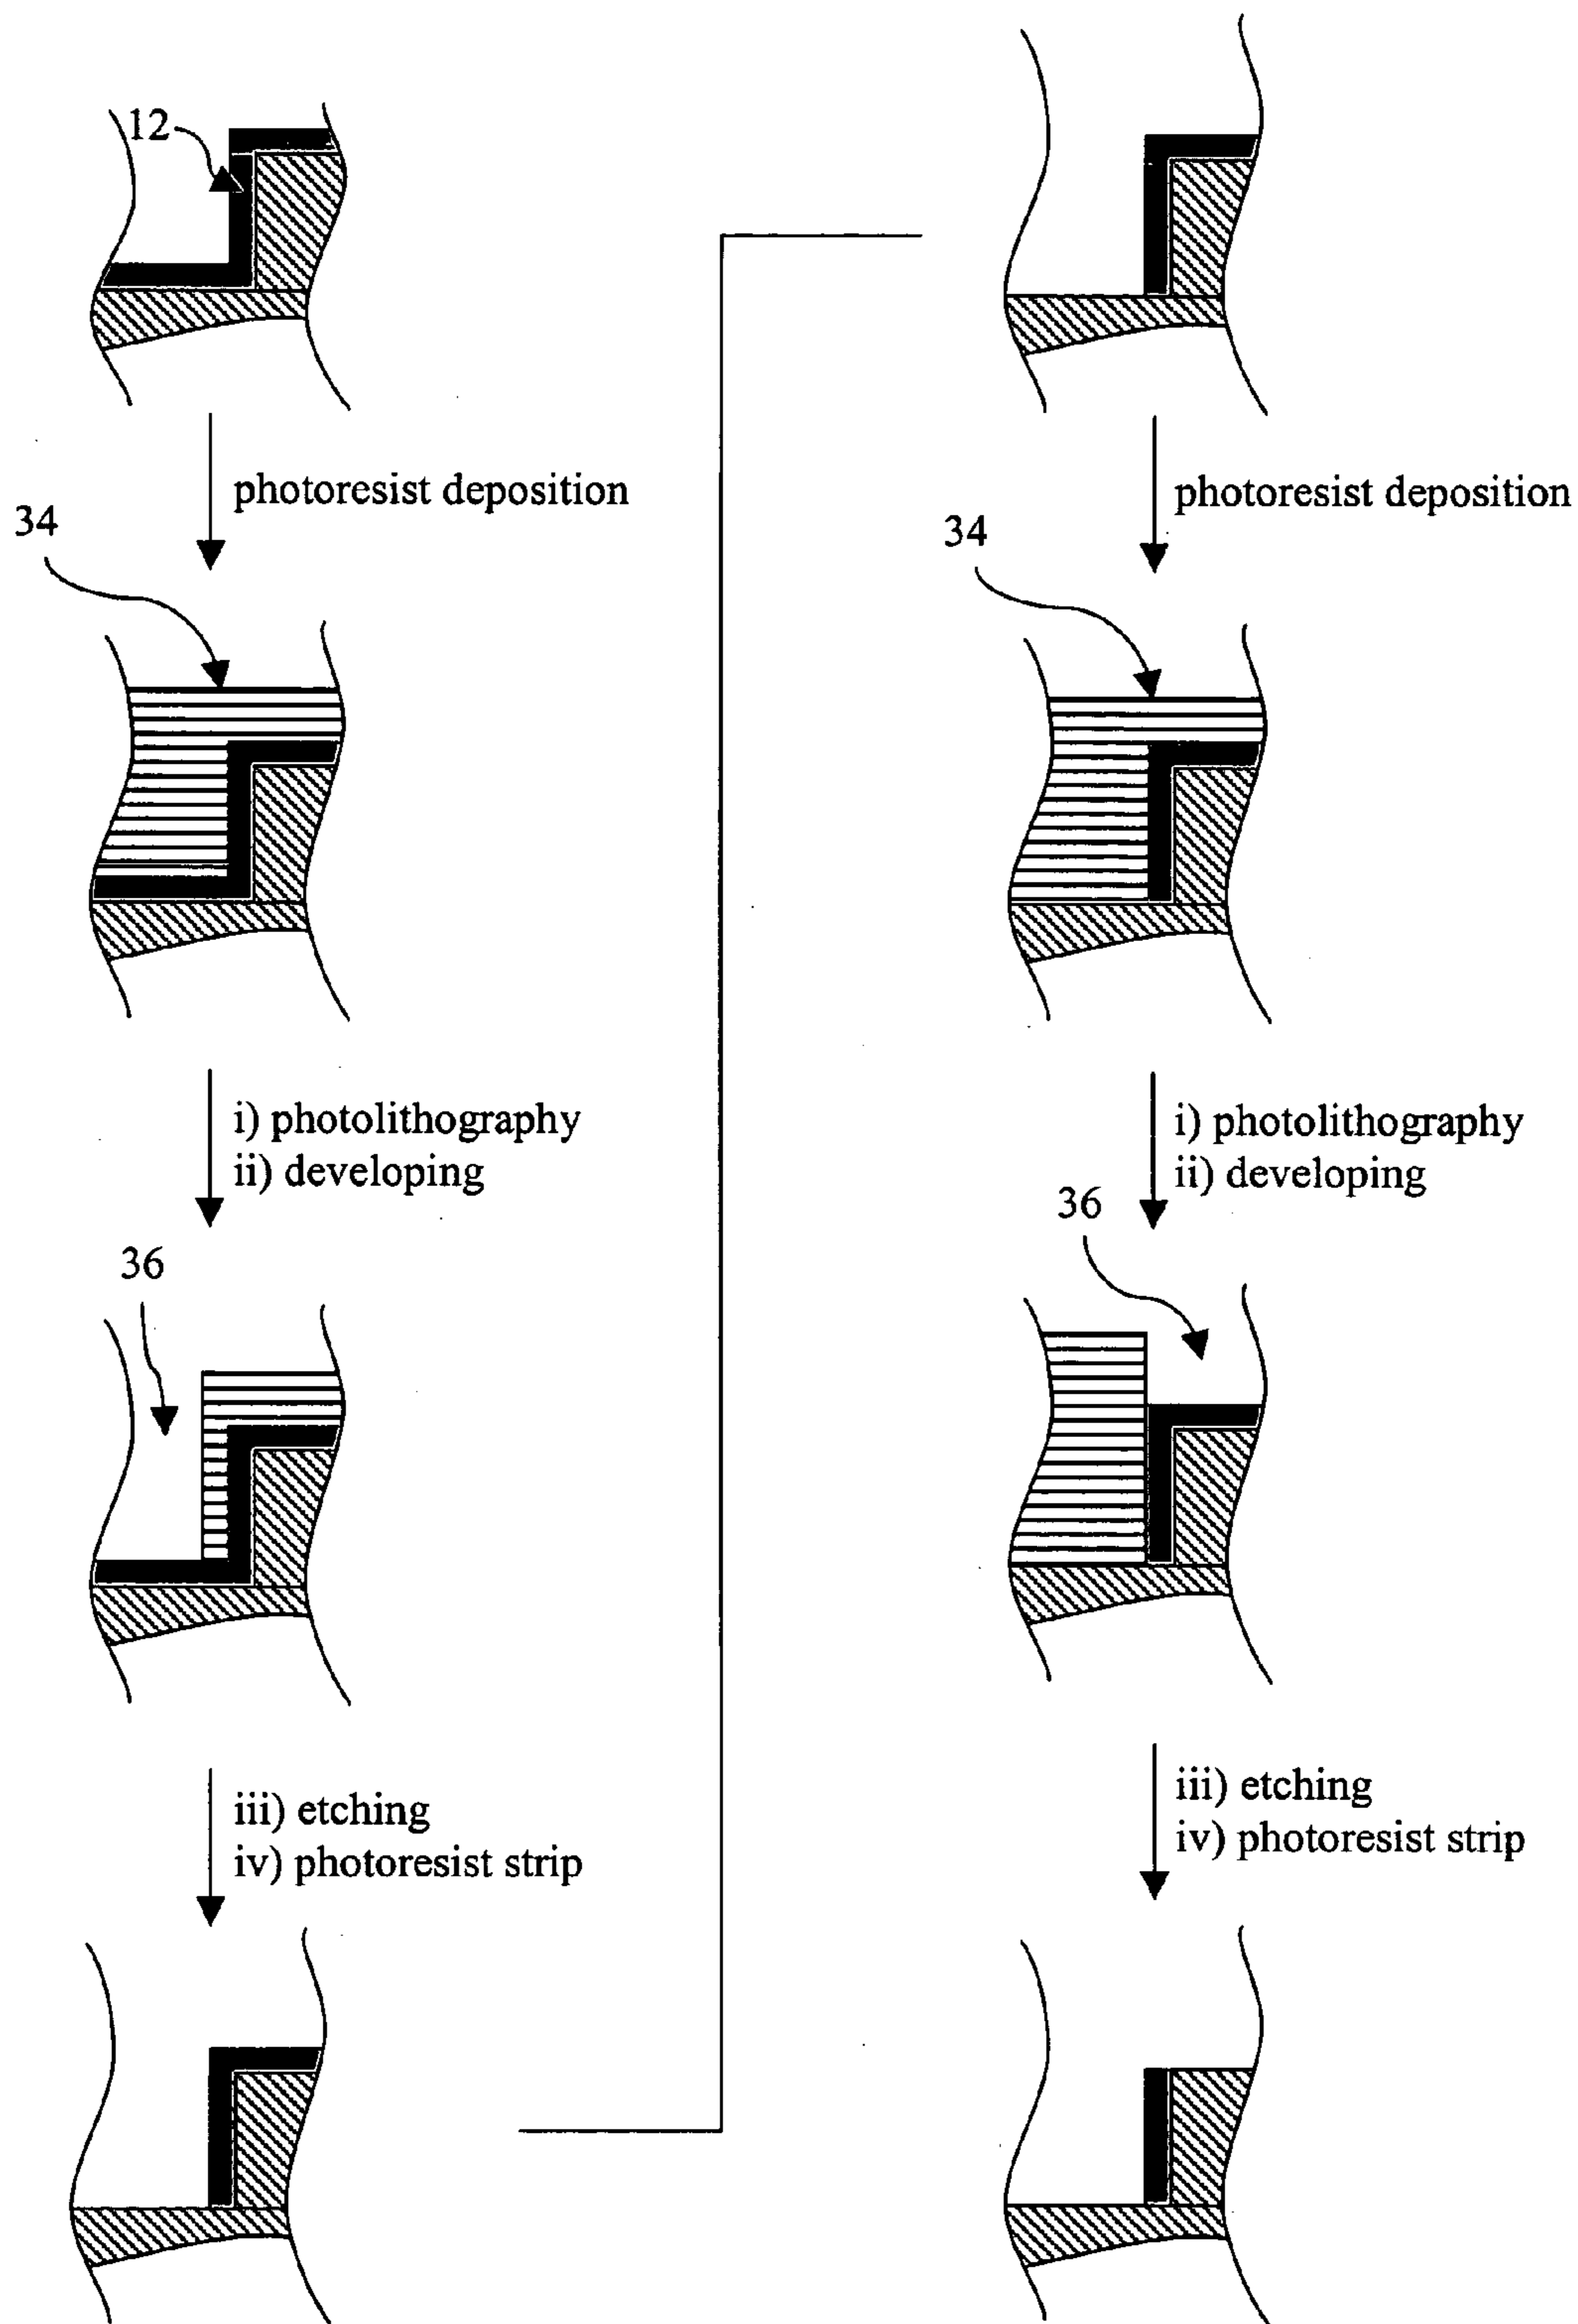 12
photoresist deposition
34
i) photolithography
ii) developing
36
iii) etching
iv) photoresist strip
photoresist deposition
34
i) photolithography
ii) developing
36
iii) etching
iv) photoresist strip